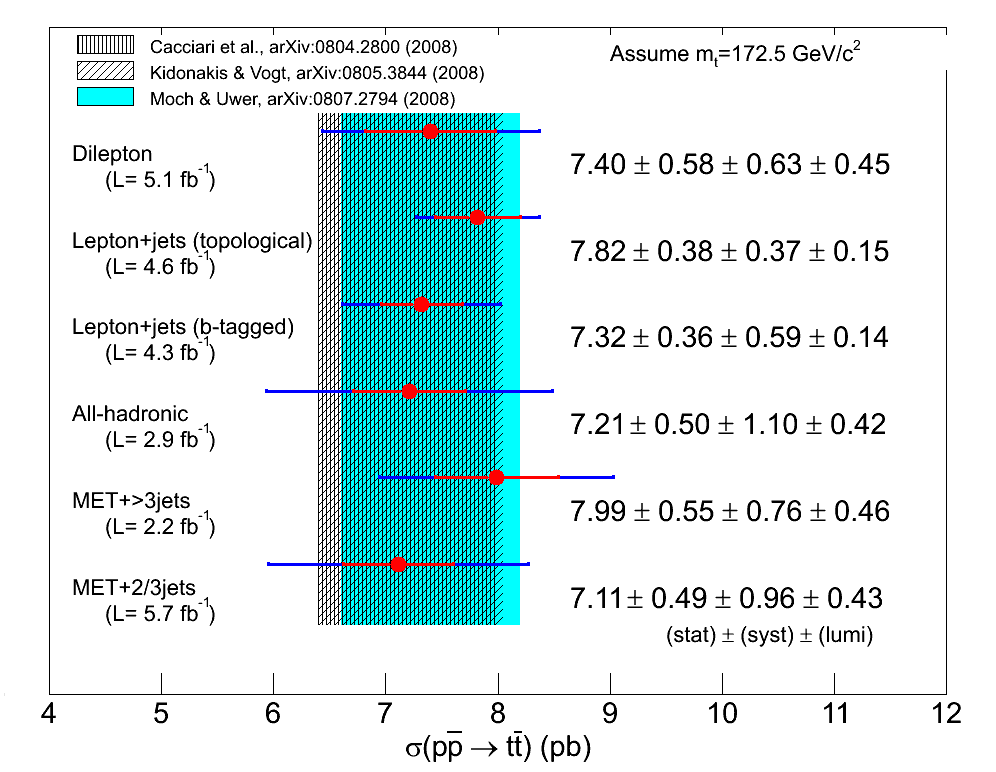 Cacciari et al., arXiv:0804.2800 (2008)
Kidonakis & Vogt, arXiv:0805.3844 (2008)
Moch & Uwer, arXiv:0807.2794 (2008)
Assume mₜ=172.5 GeV/c²
Dilepton
(L= 5.1 fb⁻¹)
7.40 ± 0.58 ± 0.63 ± 0.45
Lepton+jets (topological)
(L= 4.6 fb⁻¹)
7.82 ± 0.38 ± 0.37 ± 0.15
Lepton+jets (b-tagged)
(L= 4.3 fb⁻¹)
7.32 ± 0.36 ± 0.59 ± 0.14
All-hadronic
(L= 2.9 fb⁻¹)
7.21 ± 0.50 ± 1.10 ± 0.42
MET+>3jets
(L= 2.2 fb⁻¹)
7.99 ± 0.55 ± 0.76 ± 0.46
MET+2/3jets
(L= 5.7 fb⁻¹)
7.11 ± 0.49 ± 0.96 ± 0.43
(stat) ± (syst) ± (lumi)
4 5 6 7 8 9 10 11 12
σ(pp̅ → tt̅) (pb)